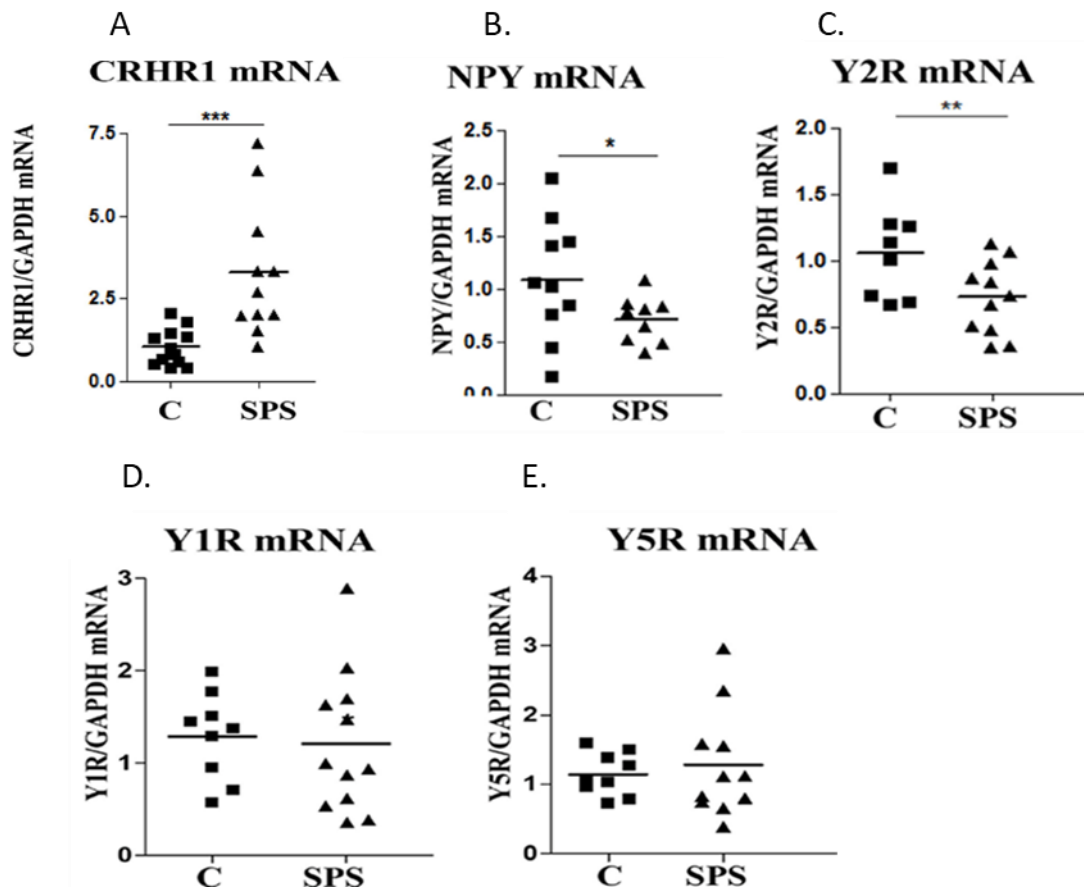 A
CRHR1 mRNA
***
CRHR1/GAPDH mRNA
7.5
5.0
2.5
0.0
C SPS
B.
NPY mRNA
*
NPY/GAPDH mRNA
2.5
2.0
1.5
1.0
0.5
0.0
C SPS
C.
Y2R mRNA
**
Y2R/GAPDH mRNA
2.0
1.5
1.0
0.5
0.0
C SPS
D.
Y1R mRNA
Y1R/GAPDH mRNA
3
2
1
0
C SPS
E.
Y5R mRNA
Y5R/GAPDH mRNA
4
3
2
1
0
C SPS